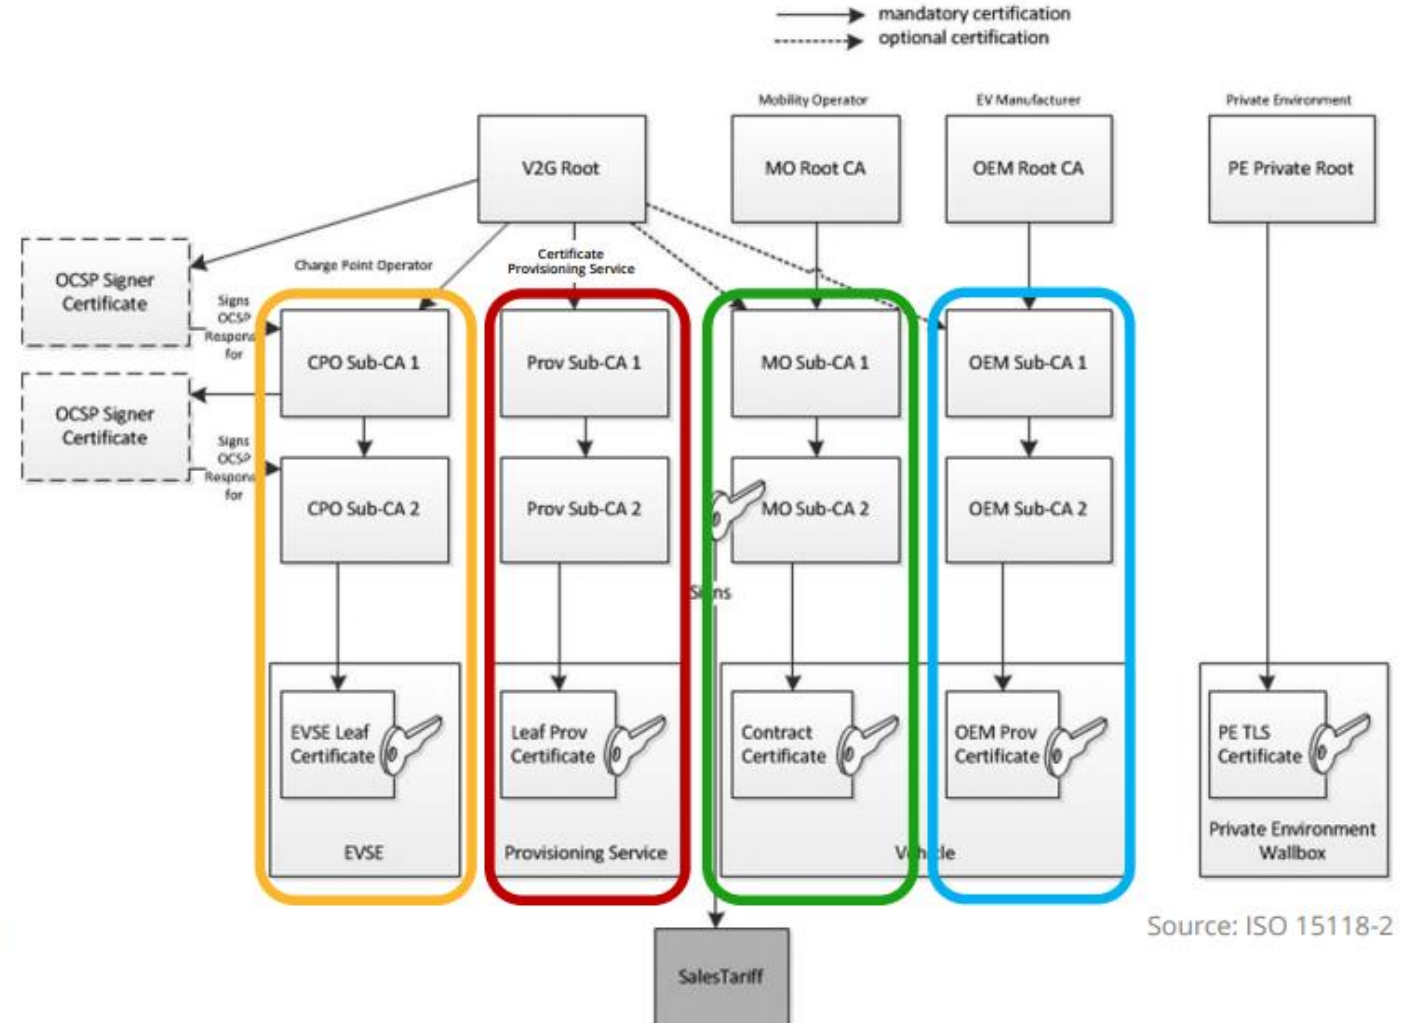 mandatory certification
optional certification
Mobility Operator
EV Manufacturer
Private Environment
V2G Root
MO Root CA
OEM Root CA
PE Private Root
Certificate
Provisioning Service
Charge Point Operator
OCSP Signer
Certificate
Signs
OCSP
Respons
for
CPO Sub-CA 1
Prov Sub-CA 1
MO Sub-CA 1
OEM Sub-CA 1
OCSP Signer
Certificate
Signs
OCSP
Respons
for
CPO Sub-CA 2
Prov Sub-CA 2
MO Sub-CA 2
OEM Sub-CA 2
Signs
EVSE Leaf
Certificate
Leaf Prov
Certificate
Contract
Certificate
OEM Prov
Certificate
PE TLS
Certificate
EVSE
Provisioning Service
Vehicle
Private Environment
Wallbox
Source: ISO 15118-2
SalesTariff